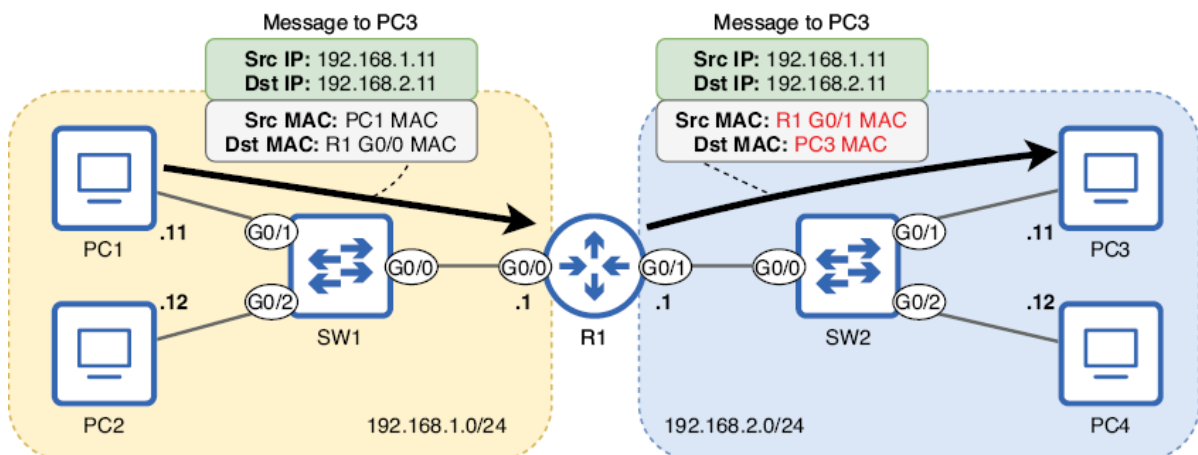 Message to PC3
Src IP: 192.168.1.11
Dst IP: 192.168.2.11
Src MAC: PC1 MAC
Dst MAC: R1 G0/0 MAC
Message to PC3
Src IP: 192.168.1.11
Dst IP: 192.168.2.11
Src MAC: R1 G0/1 MAC
Dst MAC: PC3 MAC
PC1
.11
G0/1
G0/0
G0/2
.12
SW1
PC2
192.168.1.0/24
G0/0
.1
R1
G0/1
.1
G0/0
G0/1
.11
PC3
G0/2
.12
SW2
PC4
192.168.2.0/24